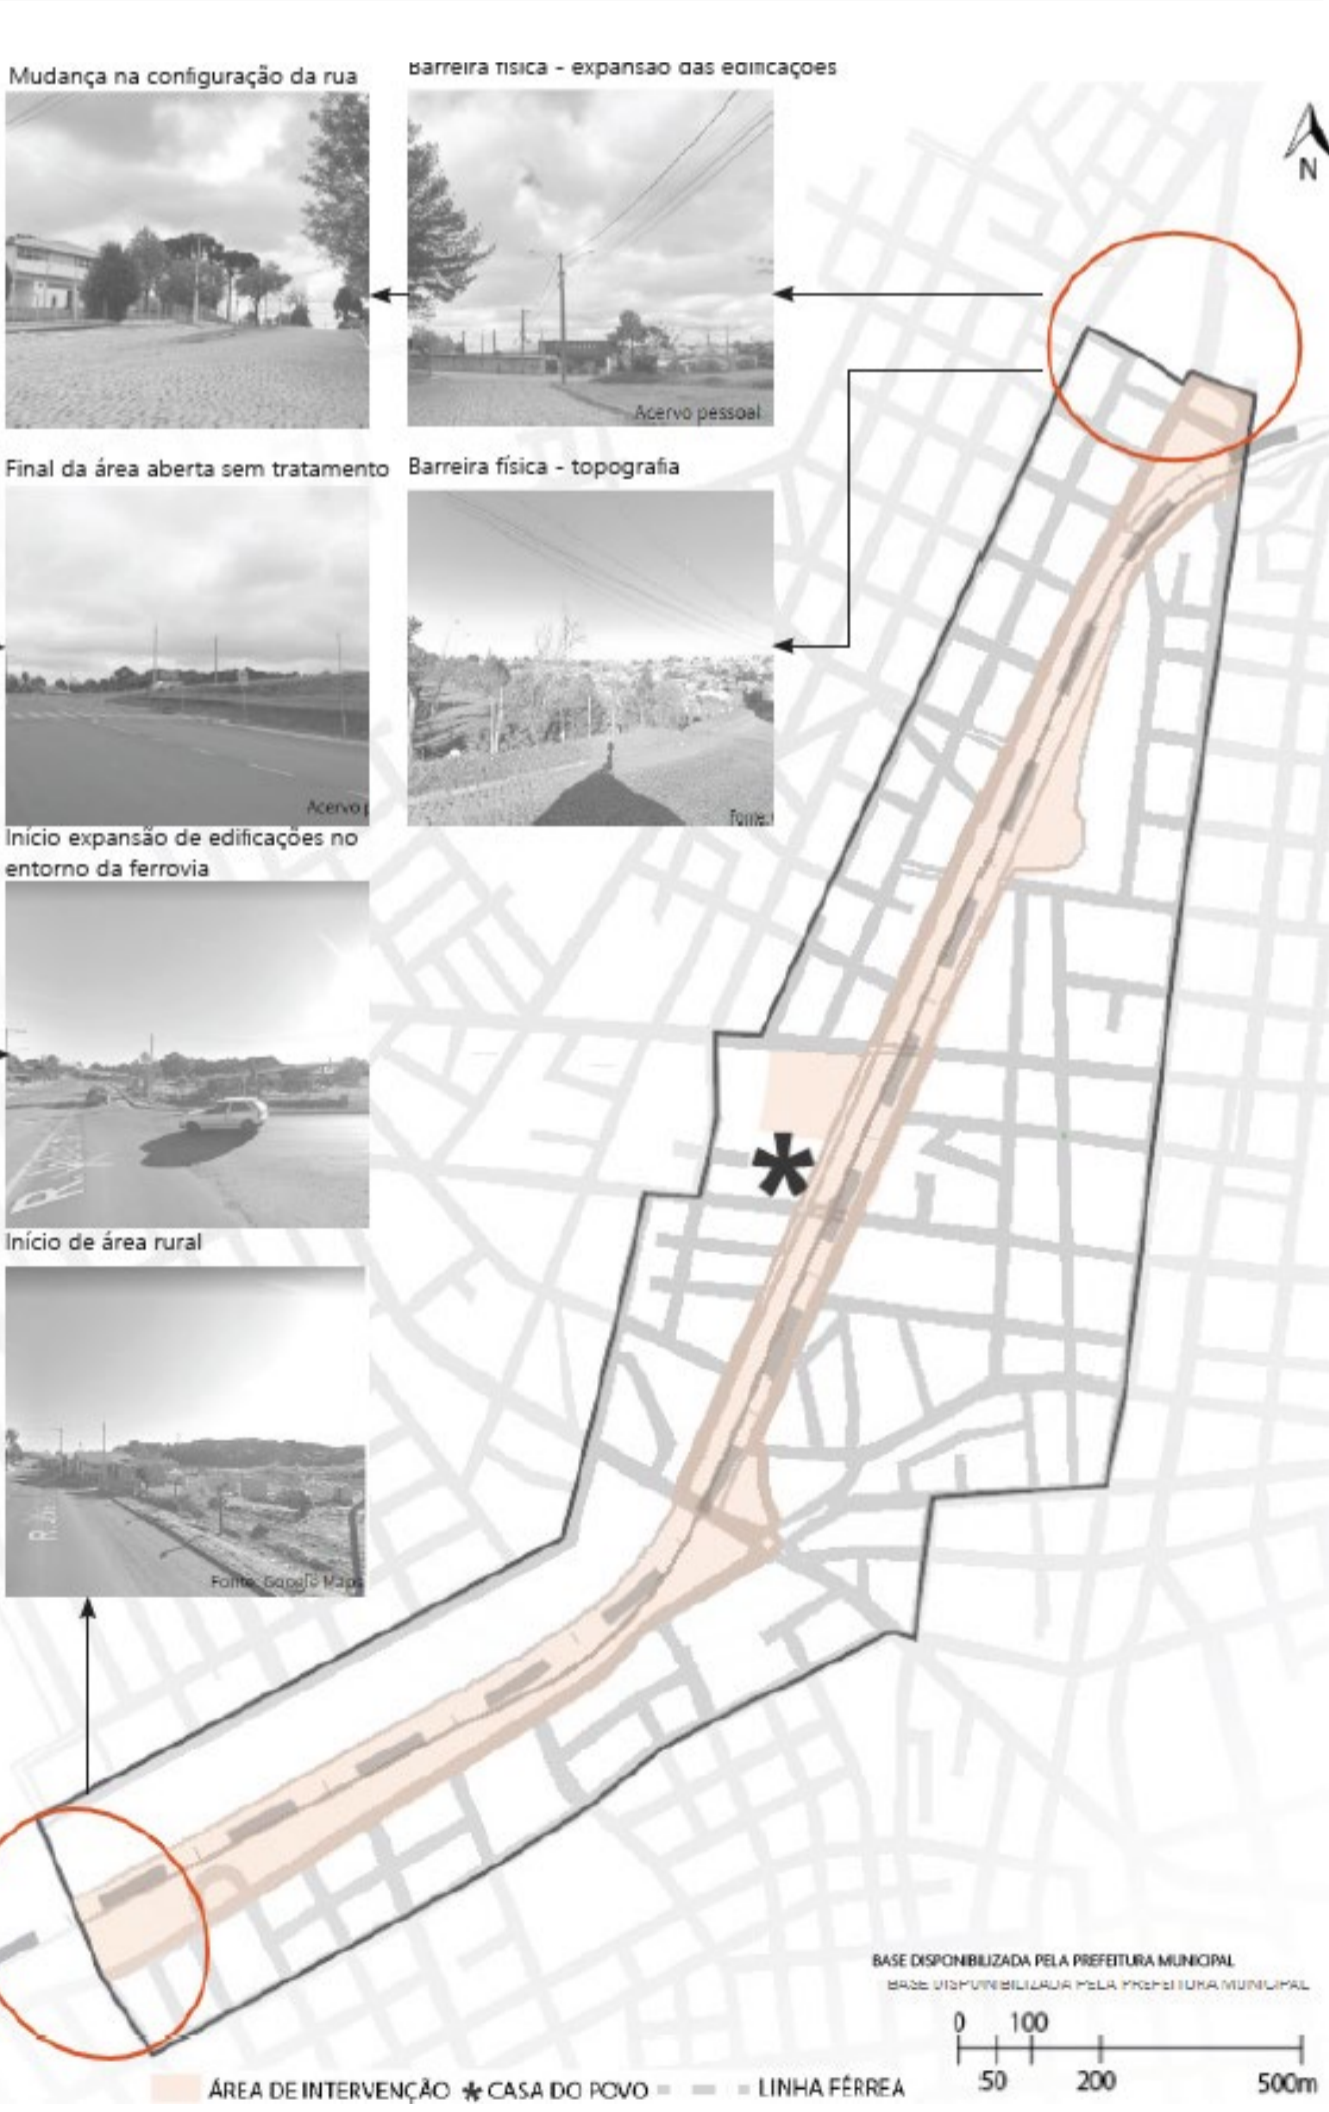 Mudança na configuração da rua
Barreira física - expansão das edificações
N
Acervo pessoal
Final da área aberta sem tratamento
Barreira física - topografia
Acervo p
Fonte:
Início expansão de edificações no
entorno da ferrovia
Início de área rural
Fonte: Google Maps
BASE DISPONIBILIZADA PELA PREFEITURA MUNICIPAL
BASE DISPONIBILIZADA PELA PREFEITURA MUNICIPAL
0 100
50 200 500m
ÁREA DE INTERVENÇÃO * CASA DO POVO LINHA FÉRREA